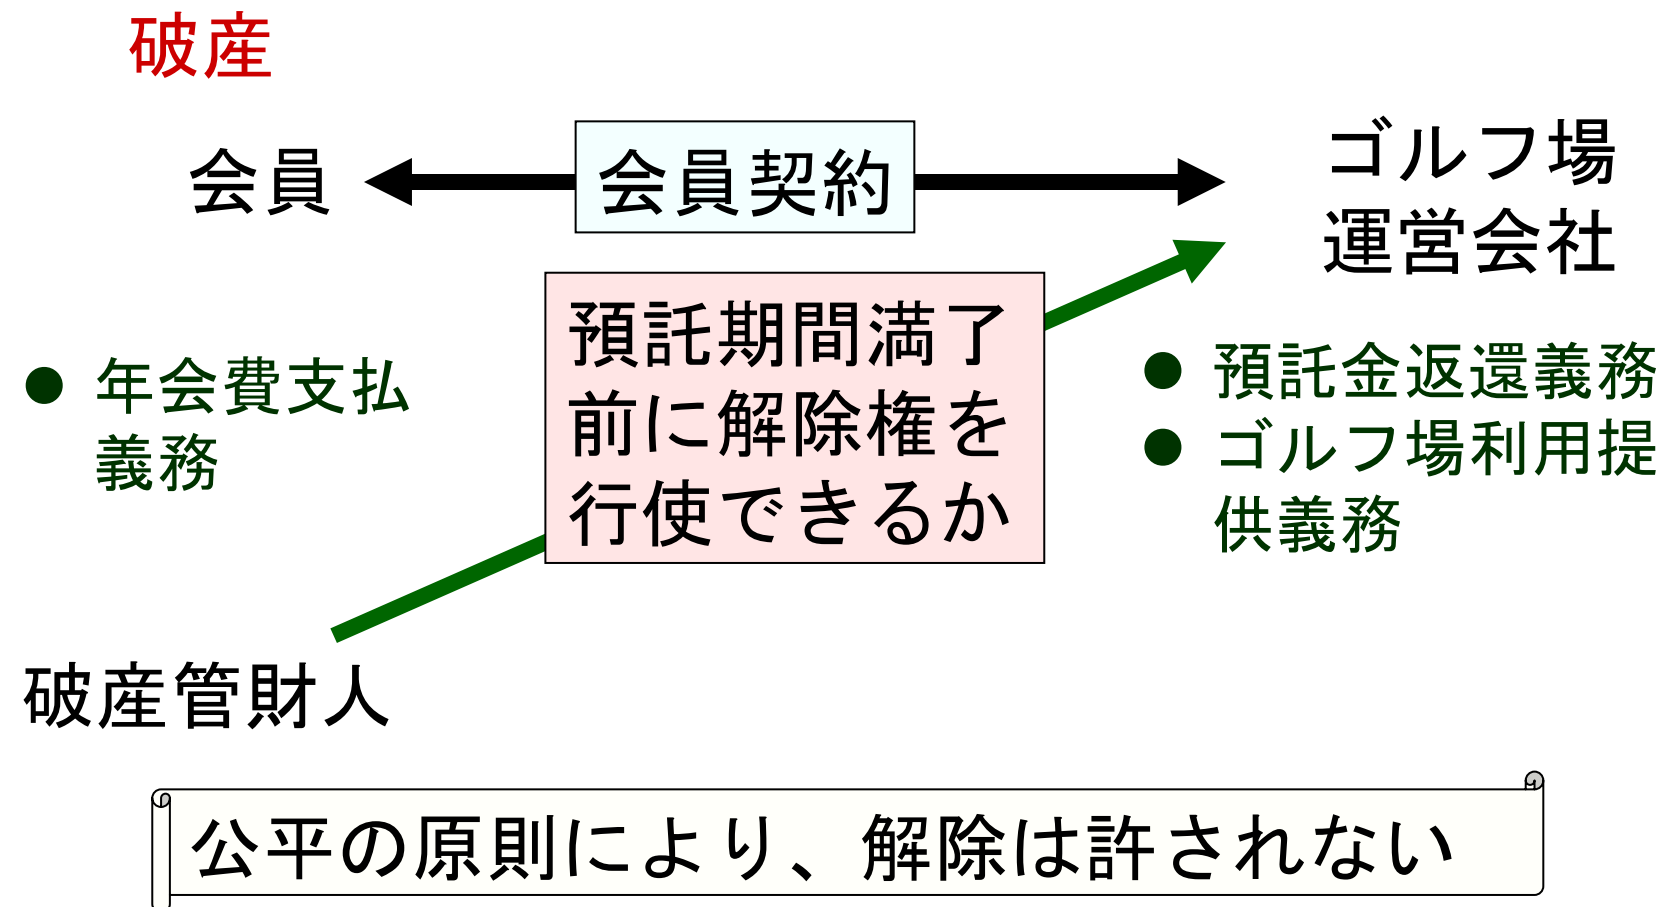 破産
会員
会員契約
ゴルフ場
運営会社
預託期間満了
前に解除権を
行使できるか
● 年会費支払
義務
● 預託金返還義務
● ゴルフ場利用提
供義務
破産管財人
公平の原則により、解除は許されない